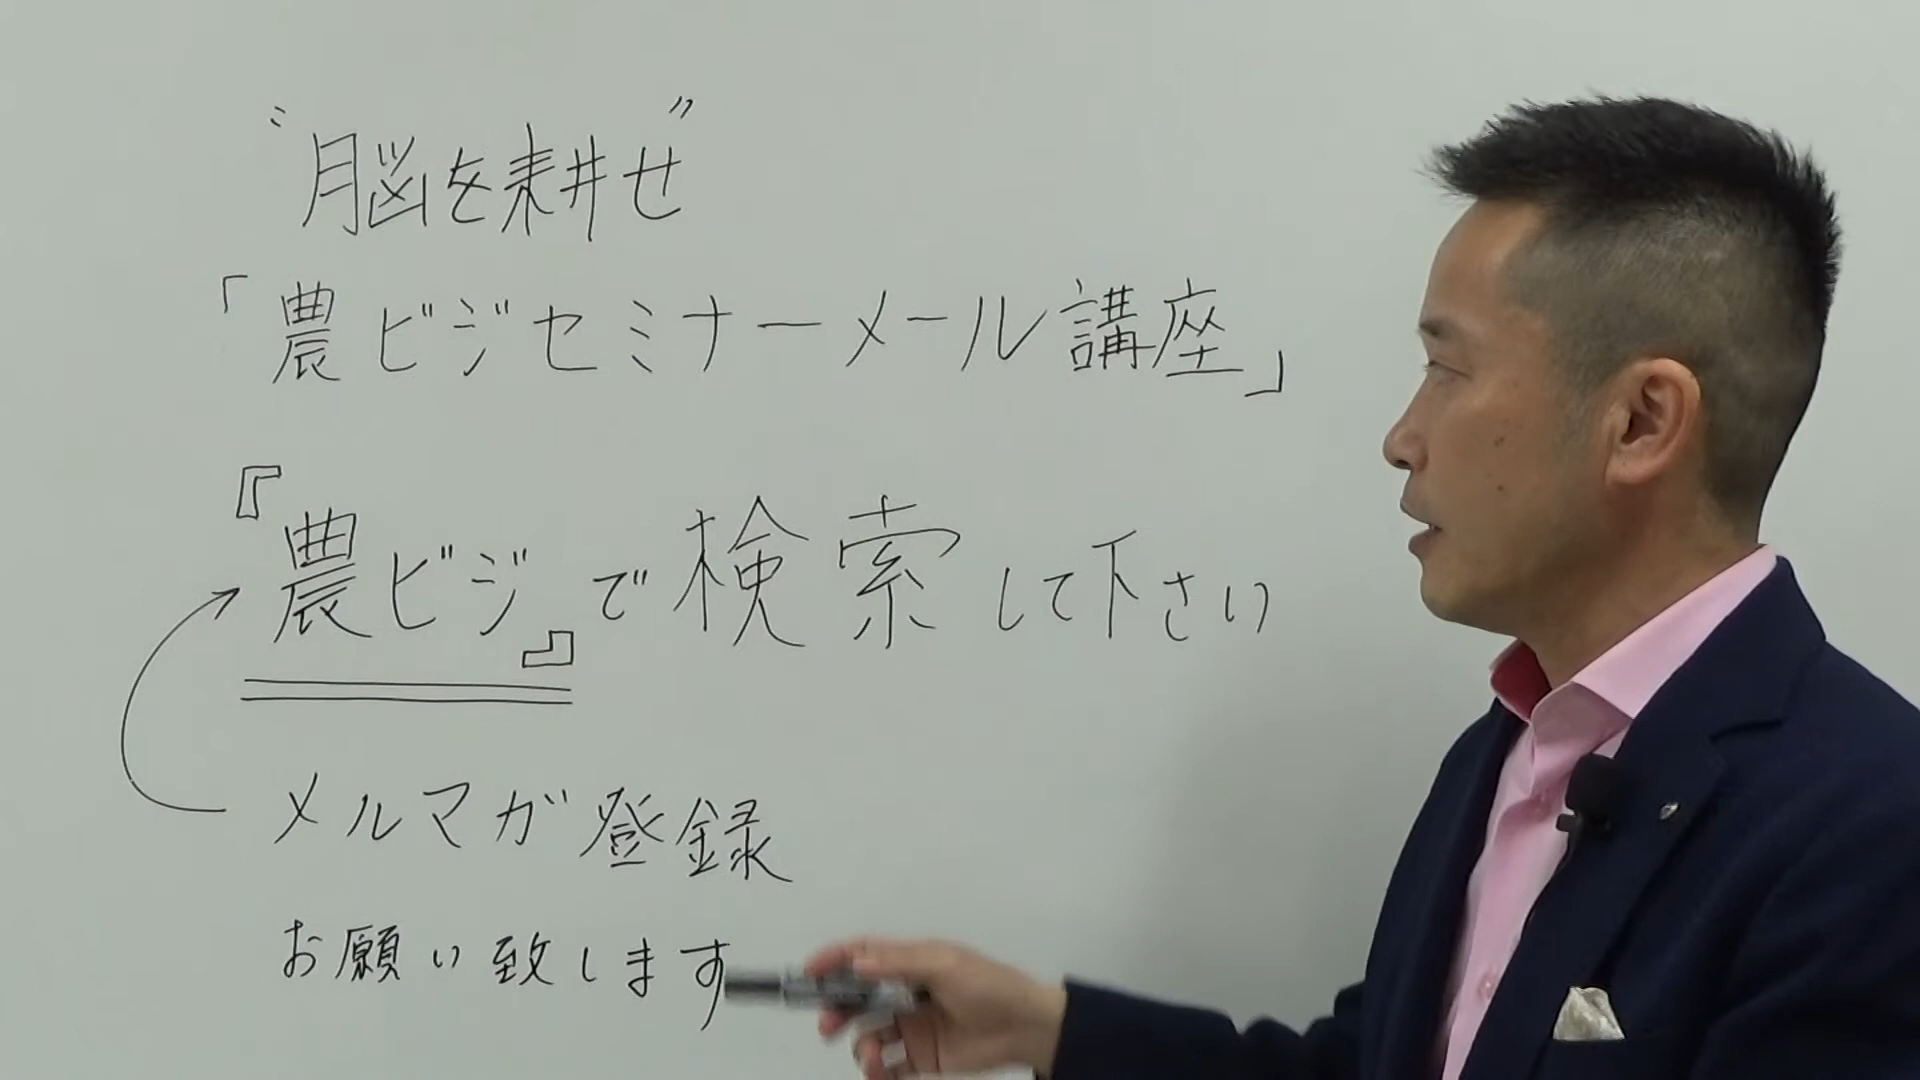 〝脳を耕せ〞
「農ビジセミナーメール講座」
『農ビジ』で検索して下さい
メルマガ登録
お願い致します